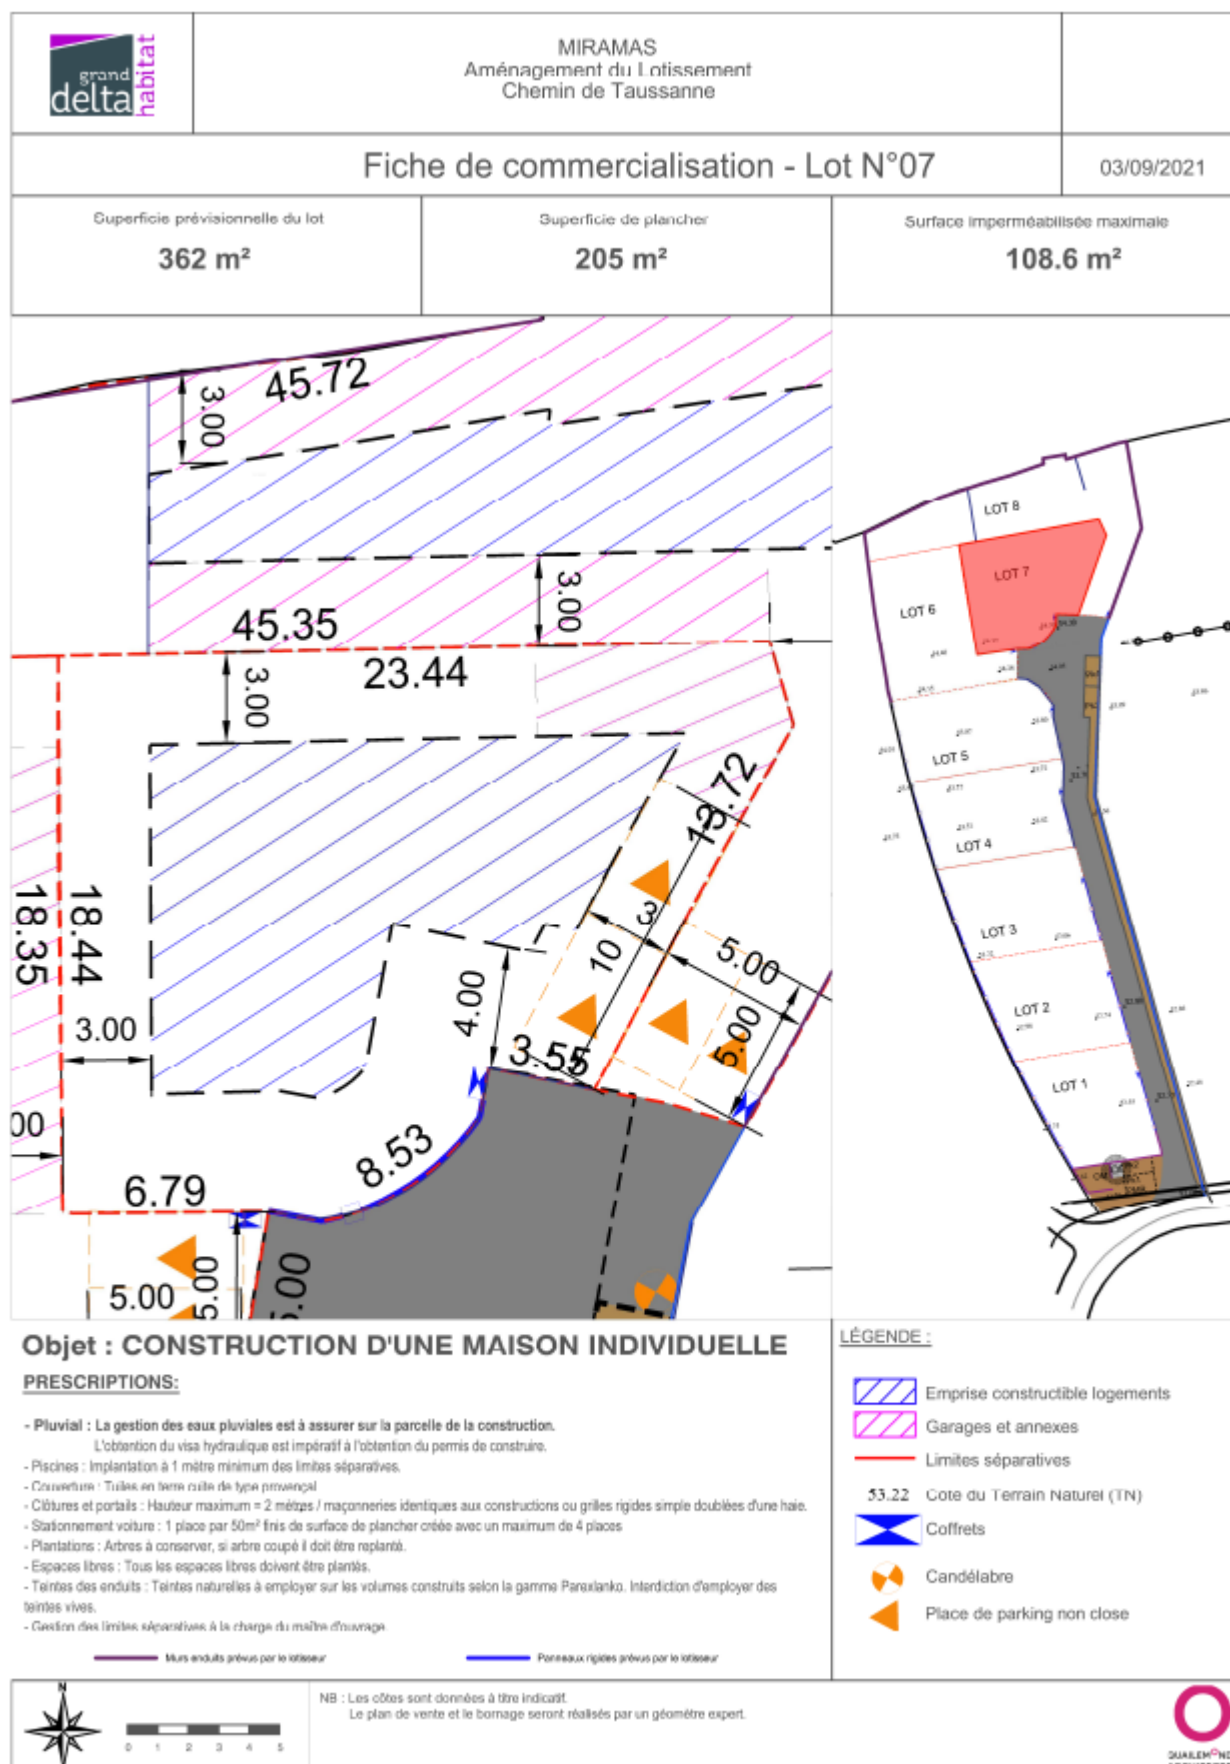 grand
delta
habitat
MIRAMAS
Aménagement du Lotissement
Chemin de Taussanne
Fiche de commercialisation - Lot N°07
03/09/2021
Superficie prévisionnelle du lot
362 m²
Superficie de plancher
205 m²
Surface imperméabilisée maximale
108.6 m²
45.72
3.00
3.00
45.35
23.44
3.00
13.72
18.35
18.44
3.00
3
10
5.00
5.00
4.00
3.55
8.53
6.79
5.00
5.00
LOT 8
LOT 7
LOT 6
LOT 5
LOT 4
LOT 3
LOT 2
LOT 1
Objet : CONSTRUCTION D'UNE MAISON INDIVIDUELLE
PRESCRIPTIONS:
- Pluvial : La gestion des eaux pluviales est à assurer sur la parcelle de la construction.
L'obtention du visa hydraulique est impératif à l'obtention du permis de construire.
- Piscines : Implantation à 1 mètre minimum des limites séparatives.
- Couverture : Tuiles en terre cuite de type provençal
- Clôtures et portails : Hauteur maximum = 2 mètres / maçonneries identiques aux constructions ou grilles rigides simple doublées d'une haie.
- Stationnement voiture : 1 place par 50m² finis de surface de plancher créée avec un maximum de 4 places
- Plantations : Arbres à conserver, si arbre coupé il doit être replanté.
- Espaces libres : Tous les espaces libres doivent être plantés.
- Teintes des enduits : Teintes naturelles à employer sur les volumes construits selon la gamme Parexlanko. Interdiction d'employer des
teintes vives.
- Gestion des limites séparatives à la charge du maître d'ouvrage.
Murs enduits prévus par le lotisseur
Panneaux rigides prévus par le lotisseur
LÉGENDE :
Emprise constructible logements
Garages et annexes
Limites séparatives
53.22 Cote du Terrain Naturel (TN)
Coffrets
Candélabre
Place de parking non close
N
0 1 2 3 4 5
NB : Les côtes sont données à titre indicatif.
Le plan de vente et le bornage seront réalisés par un géomètre expert.